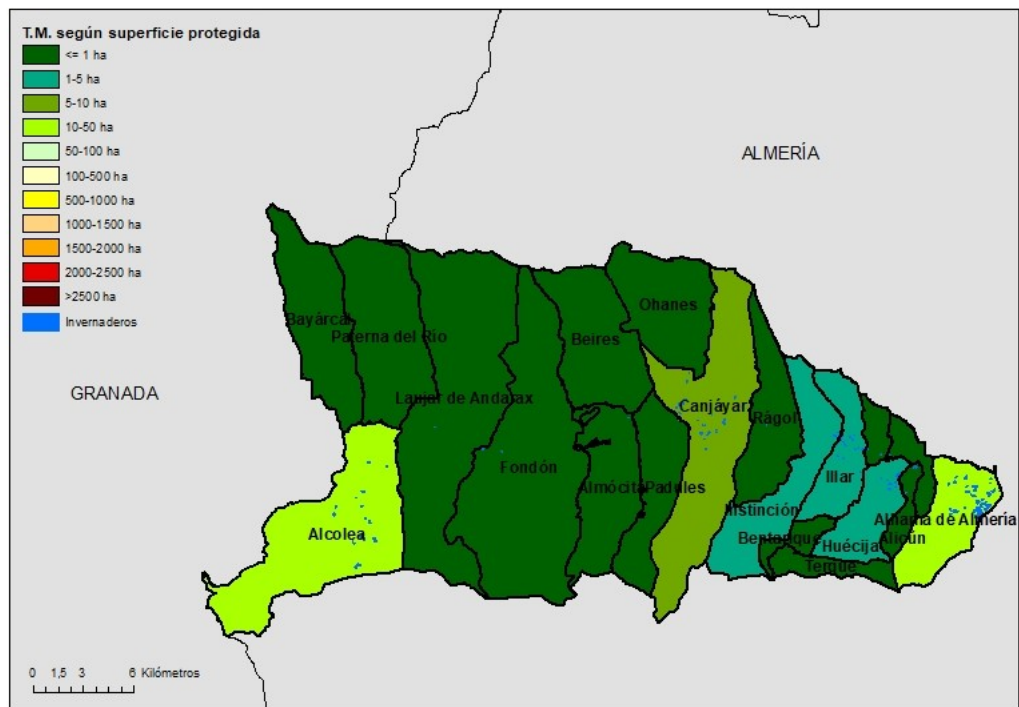 T.M. según superficie protegida
<= 1 ha
1-5 ha
5-10 ha
10-50 ha
50-100 ha
100-500 ha
500-1000 ha
1000-1500 ha
1500-2000 ha
2000-2500 ha
>2500 ha
Invernaderos
ALMERÍA
GRANADA
Bayárcal
Paterna del Río
Laujar de Andarax
Fondón
Beires
Ohanes
Canjáyar
Rágol
Alcolea
Almócita
Padules
Instinción
Illar
Bentarique
Huécija
Terque
Alicún
Alhama de Almería
0 1,5 3 6 Kilómetros